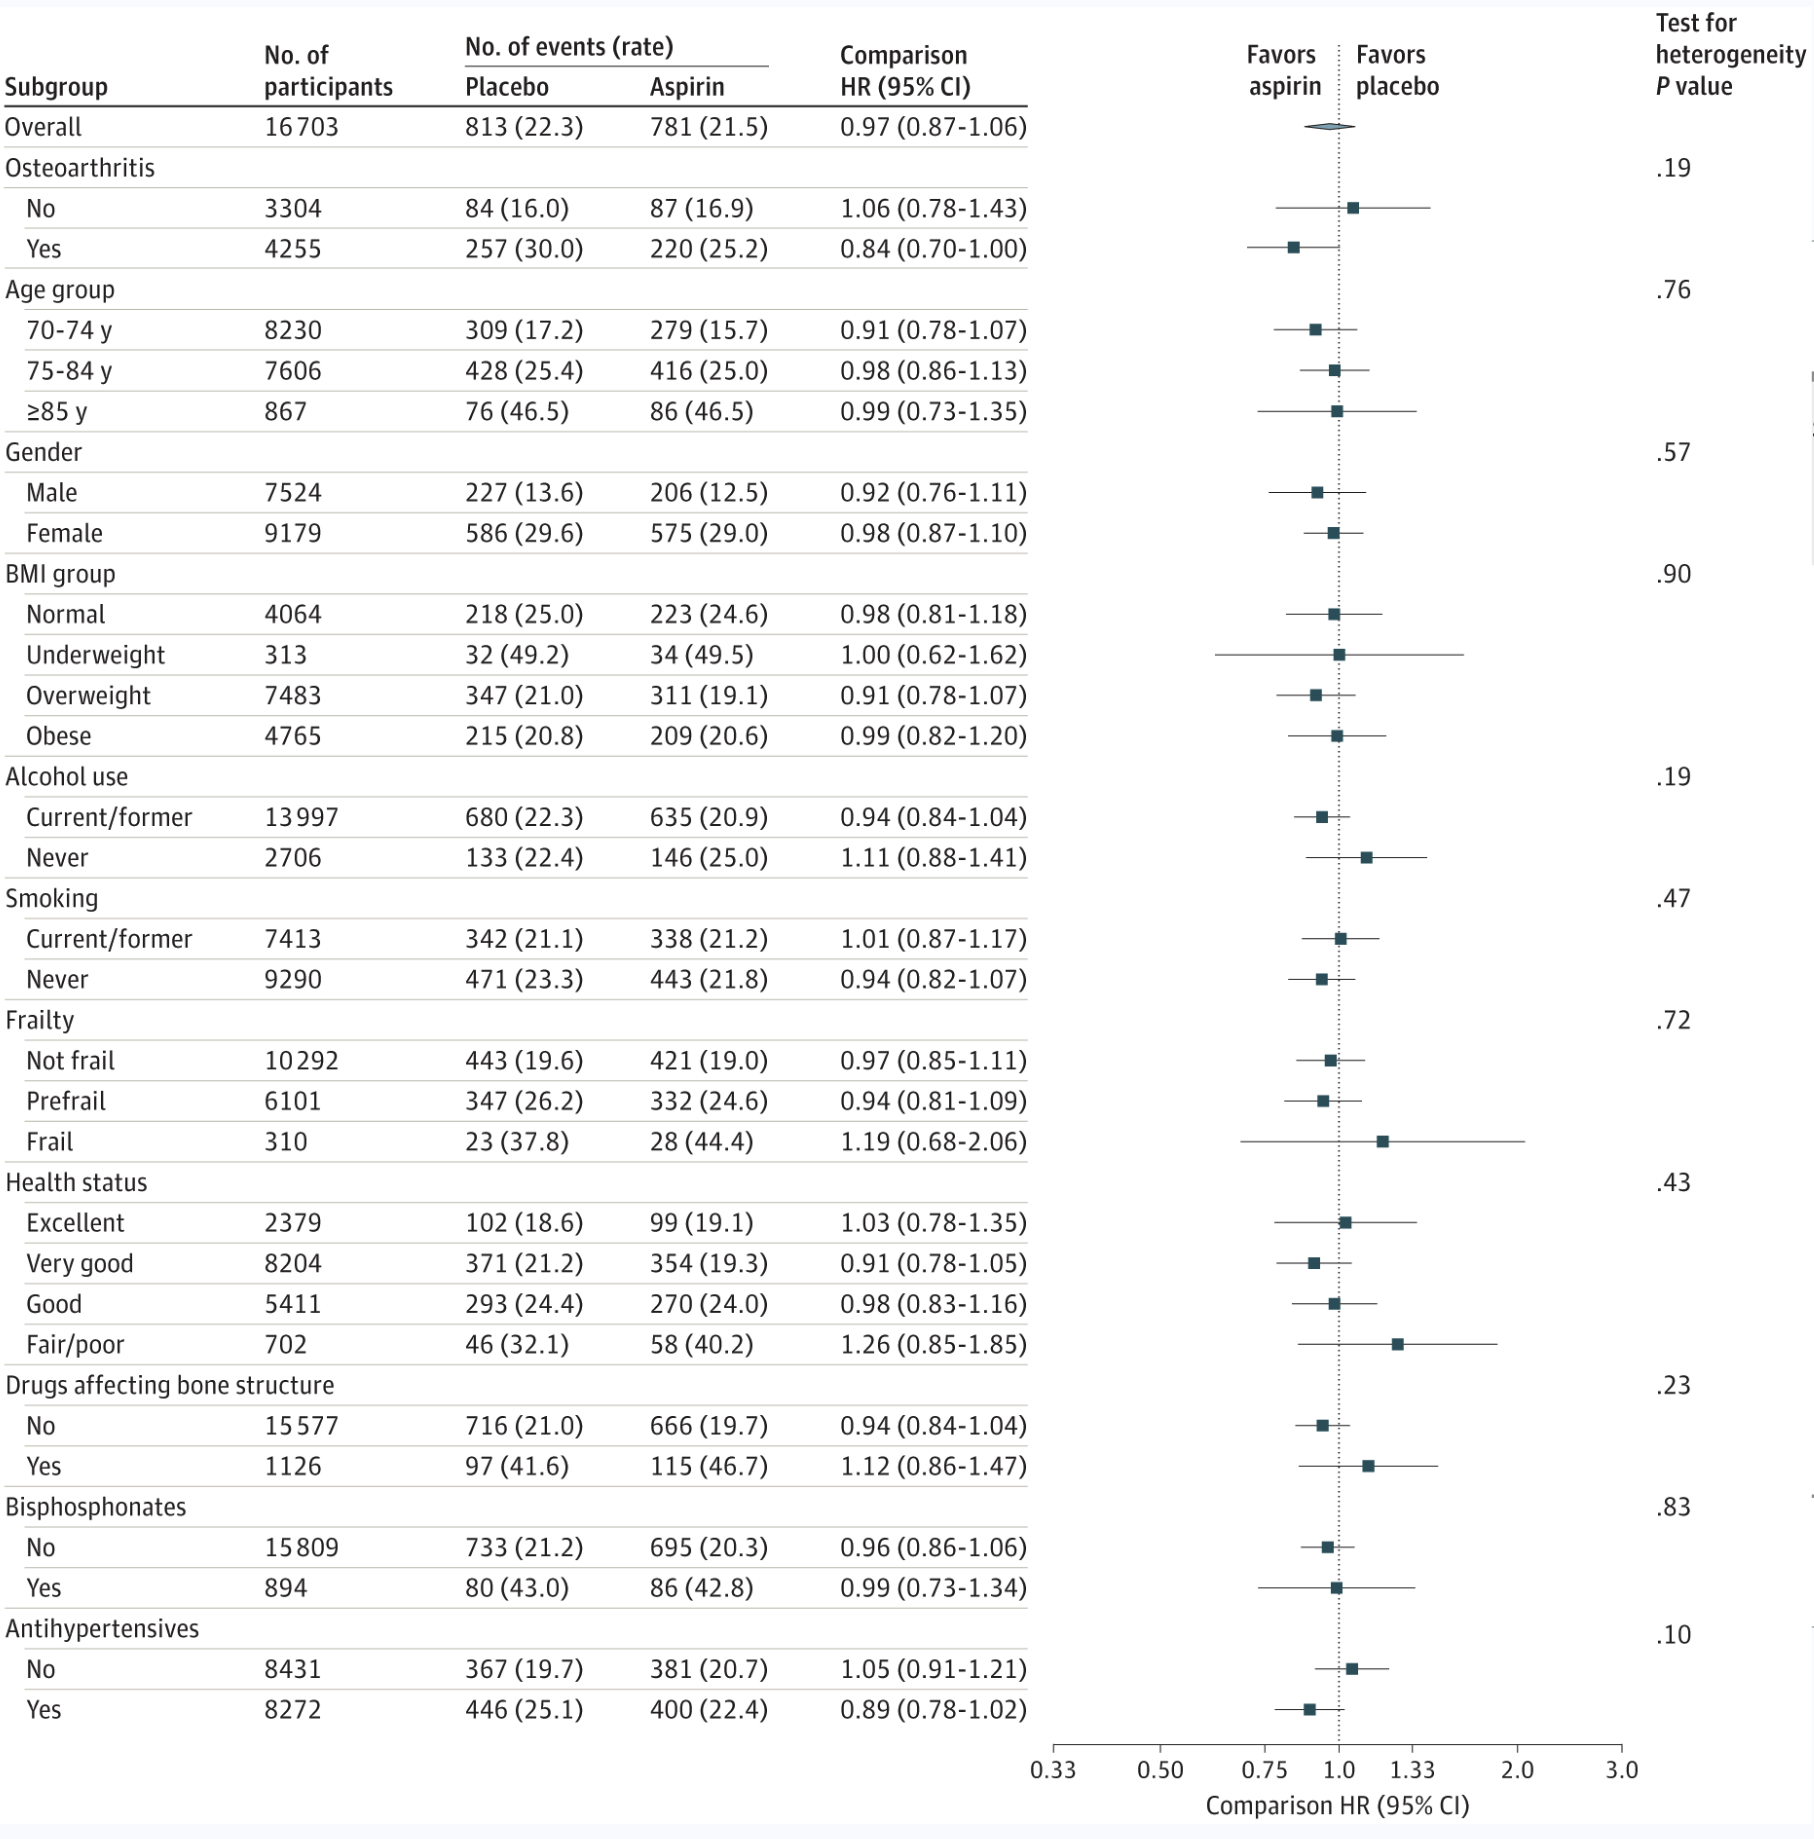 Subgroup No. of participants No. of events (rate) Placebo Aspirin Comparison HR (95% CI) Favors aspirin Favors placebo Test for heterogeneity P value
Overall 16 703 813 (22.3) 781 (21.5) 0.97 (0.87-1.06)
Osteoarthritis .19
No 3304 84 (16.0) 87 (16.9) 1.06 (0.78-1.43)
Yes 4255 257 (30.0) 220 (25.2) 0.84 (0.70-1.00)
Age group .76
70-74 y 8230 309 (17.2) 279 (15.7) 0.91 (0.78-1.07)
75-84 y 7606 428 (25.4) 416 (25.0) 0.98 (0.86-1.13)
≥85 y 867 76 (46.5) 86 (46.5) 0.99 (0.73-1.35)
Gender .57
Male 7524 227 (13.6) 206 (12.5) 0.92 (0.76-1.11)
Female 9179 586 (29.6) 575 (29.0) 0.98 (0.87-1.10)
BMI group .90
Normal 4064 218 (25.0) 223 (24.6) 0.98 (0.81-1.18)
Underweight 313 32 (49.2) 34 (49.5) 1.00 (0.62-1.62)
Overweight 7483 347 (21.0) 311 (19.1) 0.91 (0.78-1.07)
Obese 4765 215 (20.8) 209 (20.6) 0.99 (0.82-1.20)
Alcohol use .19
Current/former 13 997 680 (22.3) 635 (20.9) 0.94 (0.84-1.04)
Never 2706 133 (22.4) 146 (25.0) 1.11 (0.88-1.41)
Smoking .47
Current/former 7413 342 (21.1) 338 (21.2) 1.01 (0.87-1.17)
Never 9290 471 (23.3) 443 (21.8) 0.94 (0.82-1.07)
Frailty .72
Not frail 10 292 443 (19.6) 421 (19.0) 0.97 (0.85-1.11)
Prefrail 6101 347 (26.2) 332 (24.6) 0.94 (0.81-1.09)
Frail 310 23 (37.8) 28 (44.4) 1.19 (0.68-2.06)
Health status .43
Excellent 2379 102 (18.6) 99 (19.1) 1.03 (0.78-1.35)
Very good 8204 371 (21.2) 354 (19.3) 0.91 (0.78-1.05)
Good 5411 293 (24.4) 270 (24.0) 0.98 (0.83-1.16)
Fair/poor 702 46 (32.1) 58 (40.2) 1.26 (0.85-1.85)
Drugs affecting bone structure .23
No 15 577 716 (21.0) 666 (19.7) 0.94 (0.84-1.04)
Yes 1126 97 (41.6) 115 (46.7) 1.12 (0.86-1.47)
Bisphosphonates .83
No 15 809 733 (21.2) 695 (20.3) 0.96 (0.86-1.06)
Yes 894 80 (43.0) 86 (42.8) 0.99 (0.73-1.34)
Antihypertensives .10
No 8431 367 (19.7) 381 (20.7) 1.05 (0.91-1.21)
Yes 8272 446 (25.1) 400 (22.4) 0.89 (0.78-1.02)
0.33 0.50 0.75 1.0 1.33 2.0 3.0
Comparison HR (95% CI)